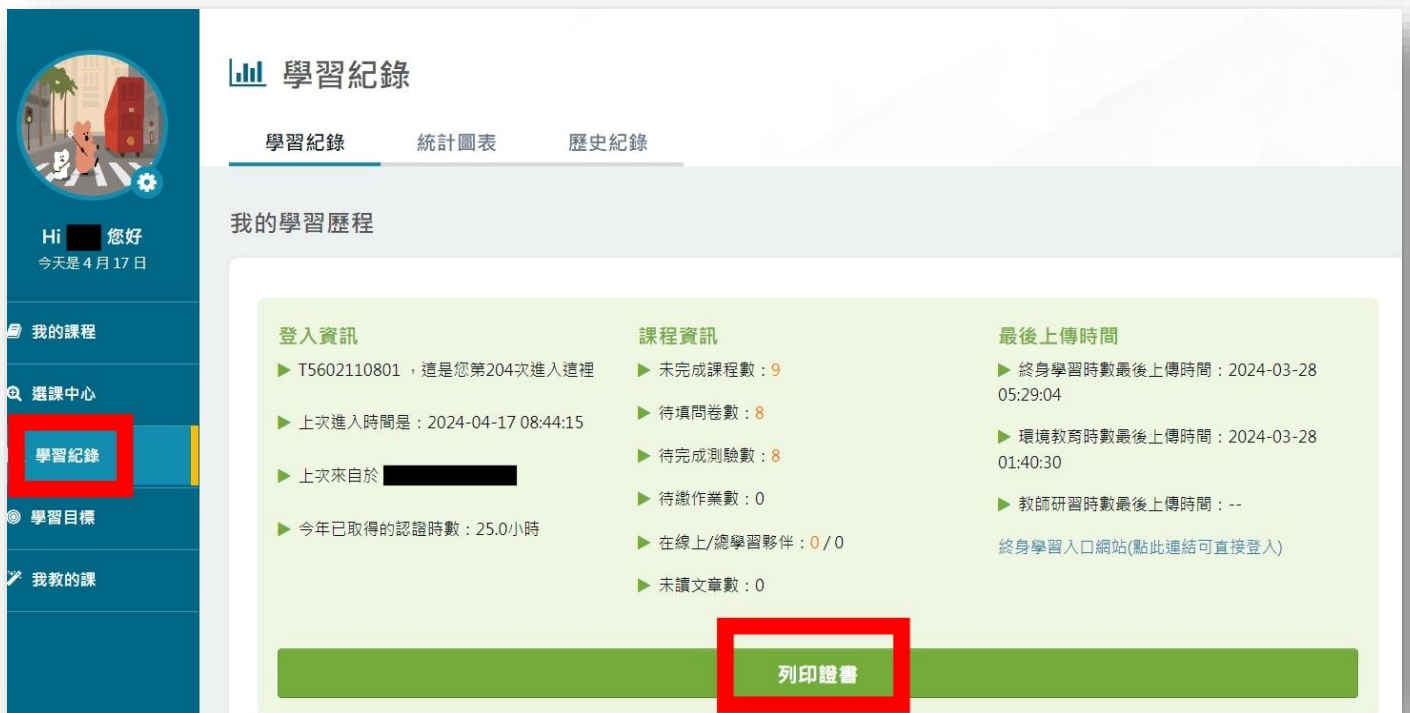 學習紀錄
學習紀錄
統計圖表
歷史紀錄
Hi 您好
今天是 4 月 17 日
我的課程
選課中心
學習紀錄
學習目標
我教的課
我的學習歷程
登入資訊
▶ T5602110801 ，這是您第204次進入這裡
▶ 上次進入時間是：2024-04-17 08:44:15
▶ 上次來自於
▶ 今年已取得的認證時數：25.0小時
課程資訊
▶ 未完成課程數：9
▶ 待填問卷數：8
▶ 待完成測驗數：8
▶ 待繳作業數：0
▶ 在線上/總學習夥伴：0 / 0
▶ 未讀文章數：0
最後上傳時間
▶ 終身學習時數最後上傳時間：2024-03-28
05:29:04
▶ 環境教育時數最後上傳時間：2024-03-28
01:40:30
▶ 教師研習時數最後上傳時間：--
終身學習入口網站(點此連結可直接登入)
列印證書